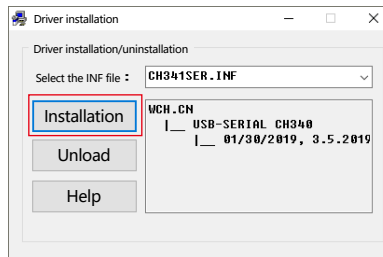 Driver installation
Driver installation/uninstallation
Select the INF file：
CH341SER.INF
Installation
Unload
Help
WCH.CN
|__ USB-SERIAL CH340
|__ 01/30/2019, 3.5.2019